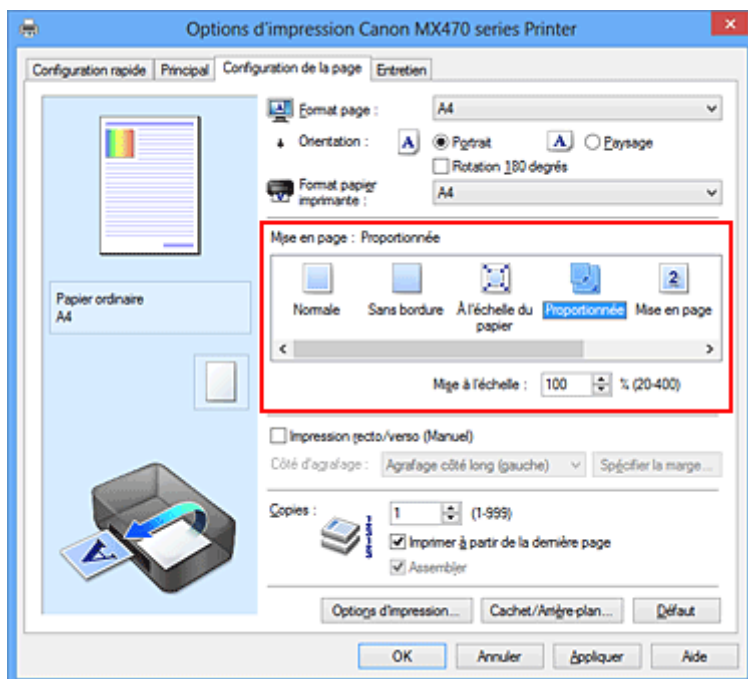 Options d'impression Canon MX470 series Printer
Configuration rapide Principal Configuration de la page Entretien
Format page : A4
Orientation : A Portrait A Paysage
Rotation 180 degrés
Format papier imprimante : A4
Mise en page : Proportionnée
Normale Sans bordure À l'échelle du papier Proportionnée Mise en page
2
Mise à l'échelle : 100 % (20-400)
Papier ordinaire
A4
Impression recto/verso (Manuel)
Côté d'agrafage : Agrafage côté long (gauche) Spécifier la marge...
Copies : 1 (1-999)
Imprimer à partir de la dernière page
Assembler
A
Options d'impression... Cachet/Arrière-plan... Défaut
OK Annuler Appliquer Aide